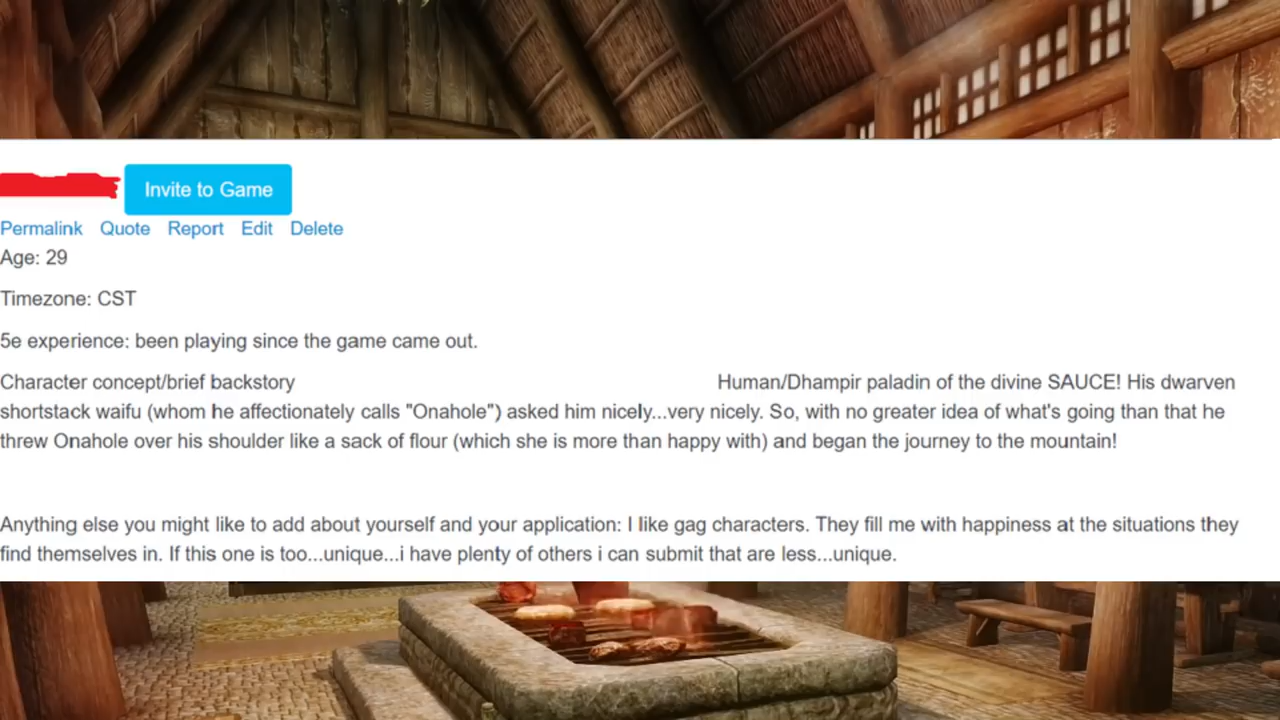 Invite to Game
Permalink Quote Report Edit Delete
Age: 29
Timezone: CST
5e experience: been playing since the game came out.
Character concept/brief backstory Human/Dhampir paladin of the divine SAUCE! His dwarven
shortstack waifu (whom he affectionately calls "Onahole") asked him nicely...very nicely. So, with no greater idea of what's going than that he
threw Onahole over his shoulder like a sack of flour (which she is more than happy with) and began the journey to the mountain!
Anything else you might like to add about yourself and your application: I like gag characters. They fill me with happiness at the situations they
find themselves in. If this one is too...unique...i have plenty of others i can submit that are less...unique.